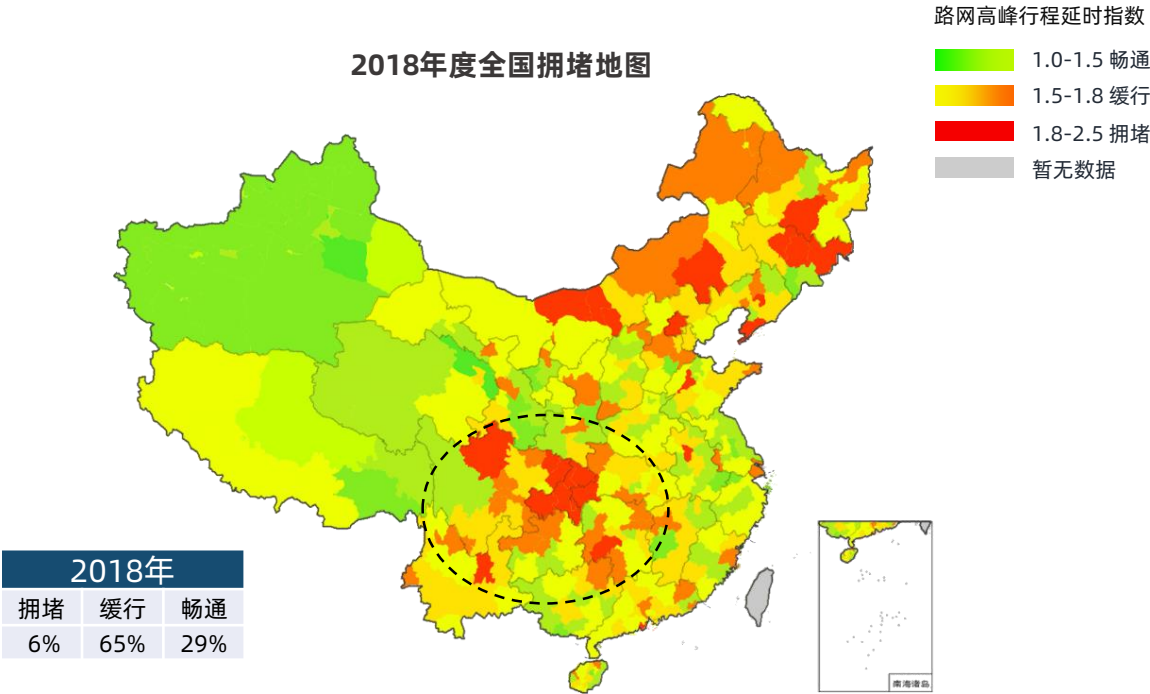 路网高峰行程延时指数
1.0-1.5 畅通
1.5-1.8 缓行
1.8-2.5 拥堵
暂无数据
2018年度全国拥堵地图
2018年
拥堵 缓行 畅通
6% 65% 29%
南海诸岛